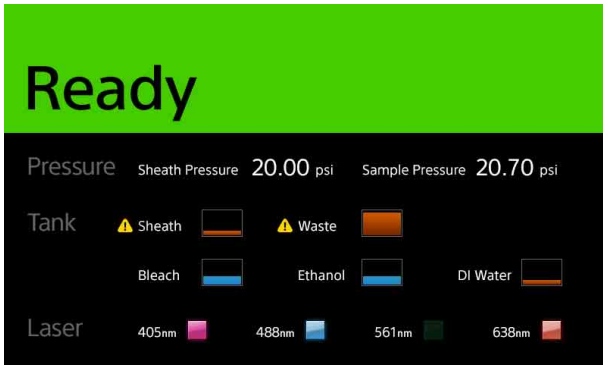 Ready
Pressure Sheath Pressure 20.00 psi Sample Pressure 20.70 psi
Tank Sheath Waste
Bleach Ethanol DI Water
Laser 405nm 488nm 561nm 638nm